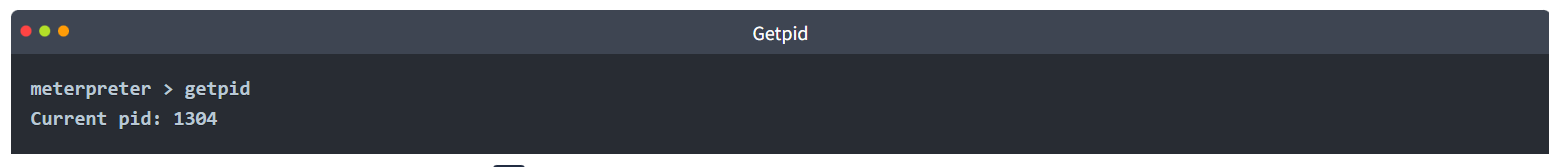 Getpid
meterpreter > getpid
Current pid: 1304